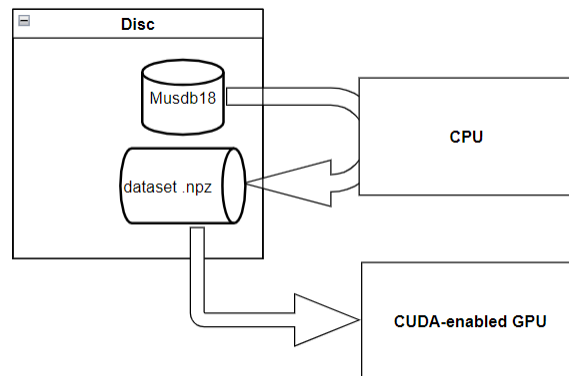 Disc
Musdb18
CPU
dataset .npz
CUDA-enabled GPU